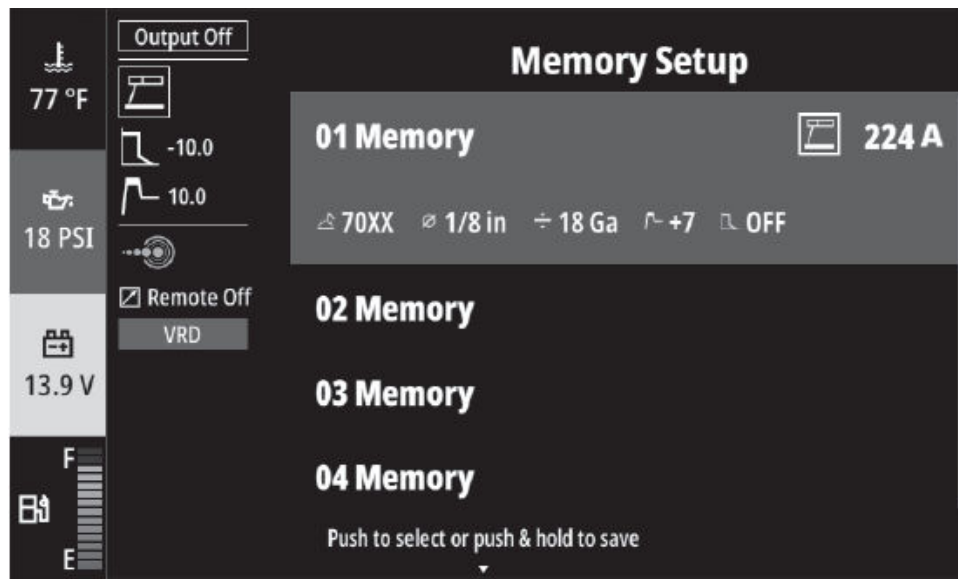 77 °F
18 PSI
13.9 V
F
E
Output Off
-10.0
10.0
Remote Off
VRD
Memory Setup
01 Memory
224 A
70XX 1/8 in 18 Ga +7 OFF
02 Memory
03 Memory
04 Memory
Push to select or push & hold to save